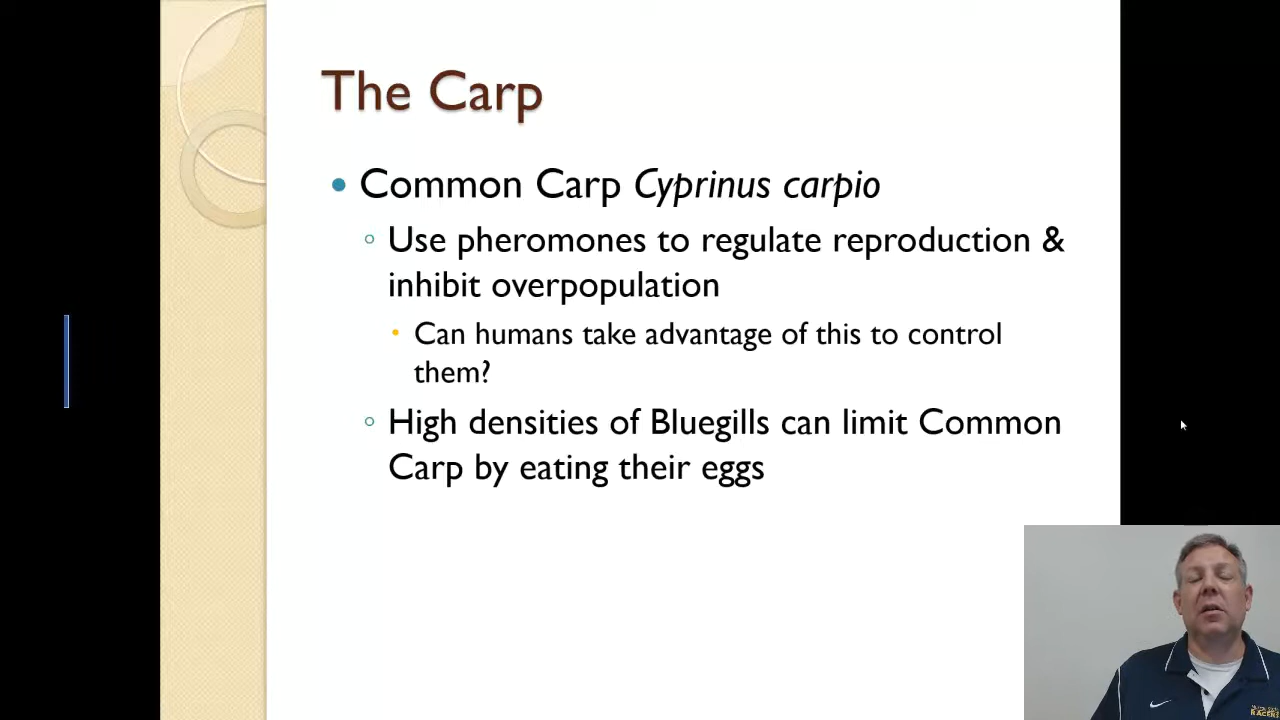 The Carp
• Common Carp Cyprinus carpio
◦ Use pheromones to regulate reproduction &
inhibit overpopulation
▪ Can humans take advantage of this to control
them?
◦ High densities of Bluegills can limit Common
Carp by eating their eggs
RACERS